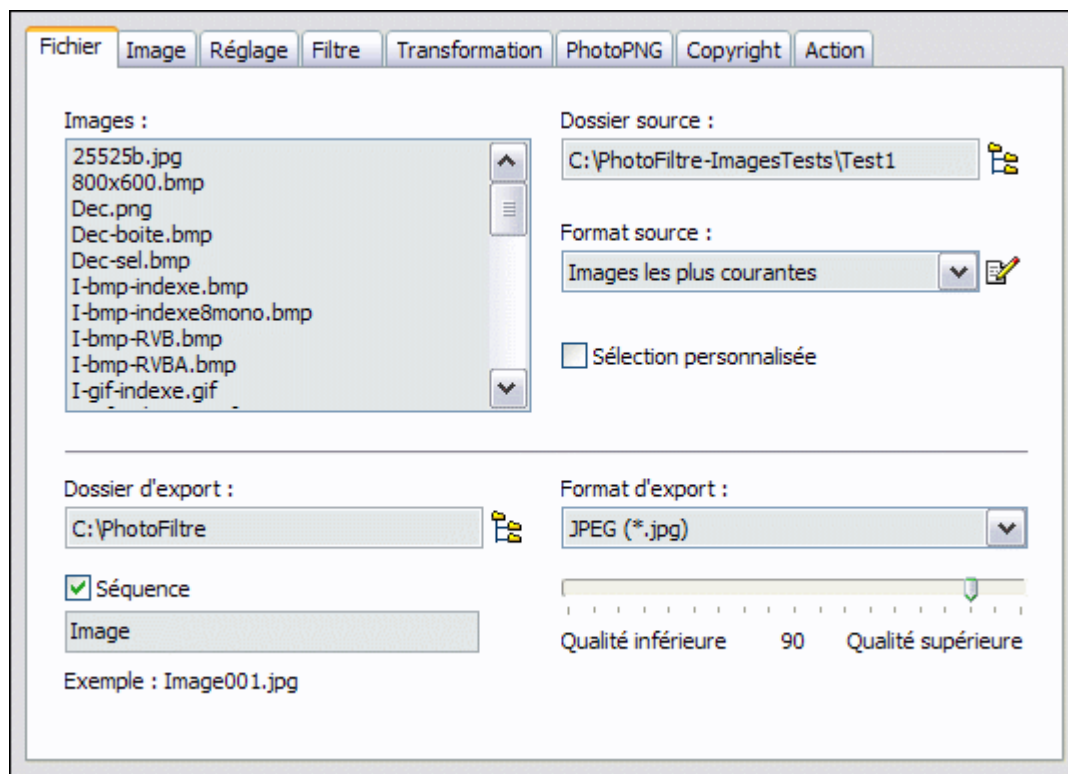 Fichier Image Réglage Filtre Transformation PhotoPNG Copyright Action
Images :
25525b.jpg
800x600.bmp
Dec.png
Dec-boite.bmp
Dec-sel.bmp
I-bmp-indexe.bmp
I-bmp-indexe8mono.bmp
I-bmp-RVB.bmp
I-bmp-RVBA.bmp
I-gif-indexe.gif
Dossier source :
C:\PhotoFiltre-ImagesTests\Test1
Format source :
Images les plus courantes
Sélection personnalisée
Dossier d'export :
C:\PhotoFiltre
Séquence
Image
Exemple : Image001.jpg
Format d'export :
JPEG (*.jpg)
Qualité inférieure 90 Qualité supérieure